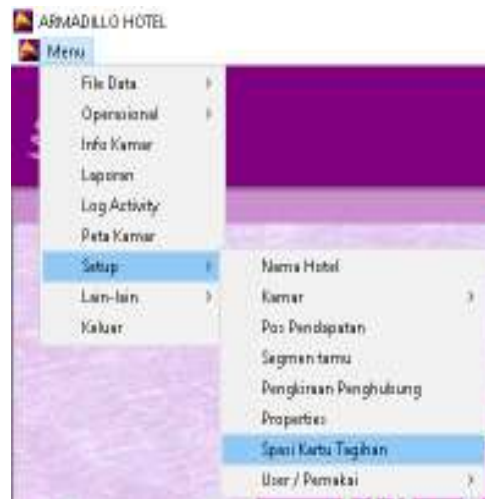 ARMADILLO HOTEL
Menu
File Data
Operasional
Info Kamar
Laporan
Log Activity
Peta Kamar
Setup
Lain-lain
Keluar
Nama Hotel
Kamar
Pos Pendapatan
Segmen tamu
Pengkiraan Penghubung
Properties
Spasi Kartu Tagihan
User / Pemakai